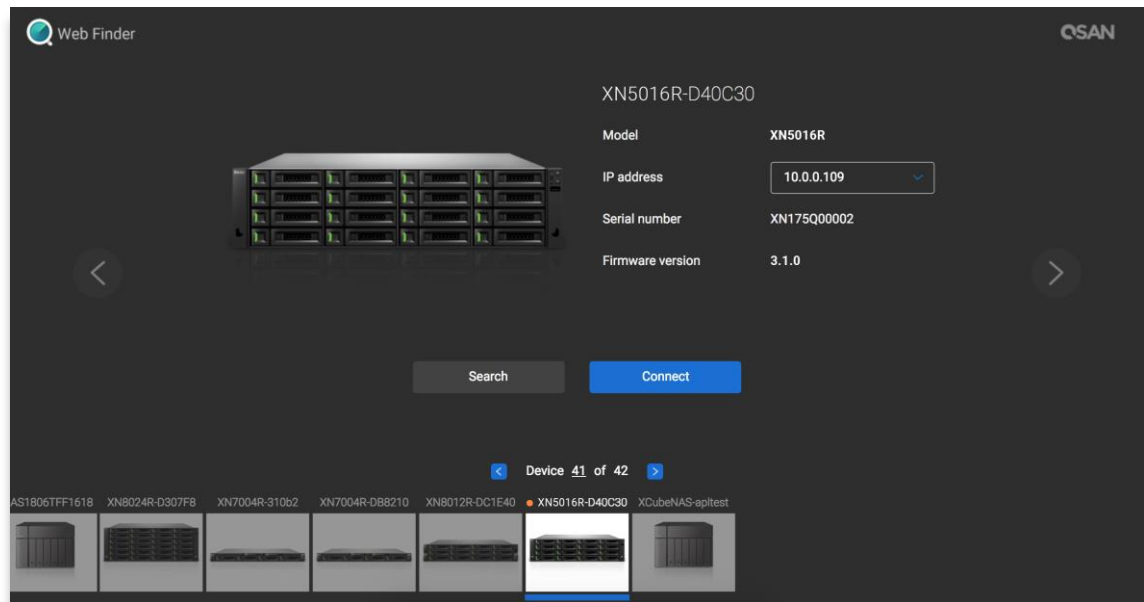 Web Finder
QSAN
XN5016R-D40C30
Model XN5016R
IP address 10.0.0.109
Serial number XN175Q00002
Firmware version 3.1.0
Search Connect
Device 41 of 42
AS1806TFF1618 XN8024R-D307F8 XN7004R-310b2 XN7004R-DB8210 XN8012R-DC1E40 XN5016R-D40C30 XCubeNAS-apltest